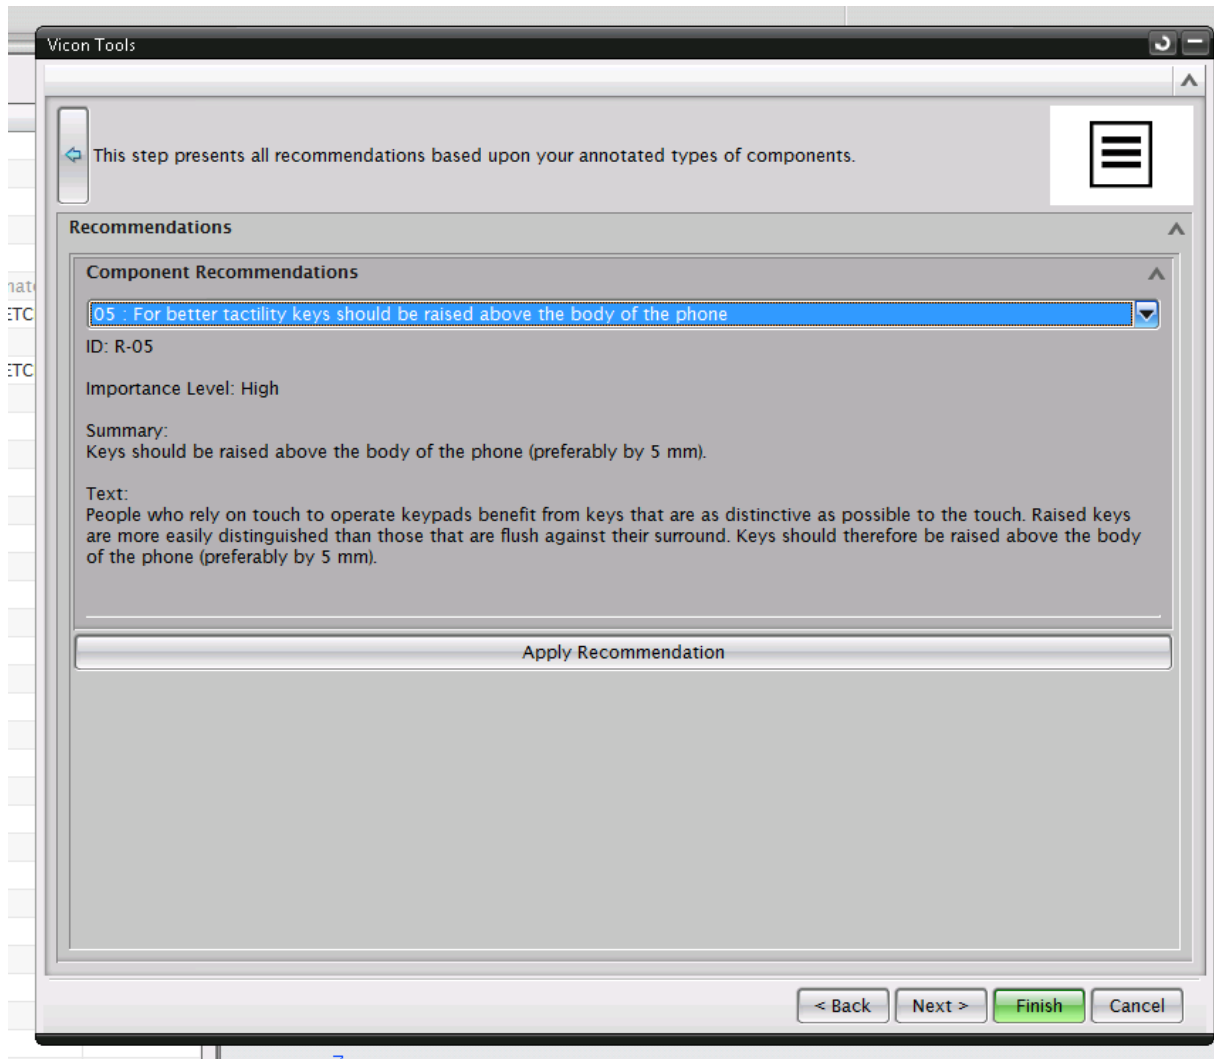 Vicon Tools
This step presents all recommendations based upon your annotated types of components.
Recommendations
Component Recommendations
05 : For better tactility keys should be raised above the body of the phone
ID: R-05
Importance Level: High
Summary:
Keys should be raised above the body of the phone (preferably by 5 mm).
Text:
People who rely on touch to operate keypads benefit from keys that are as distinctive as possible to the touch. Raised keys
are more easily distinguished than those that are flush against their surround. Keys should therefore be raised above the body
of the phone (preferably by 5 mm).
Apply Recommendation
< Back Next > Finish Cancel